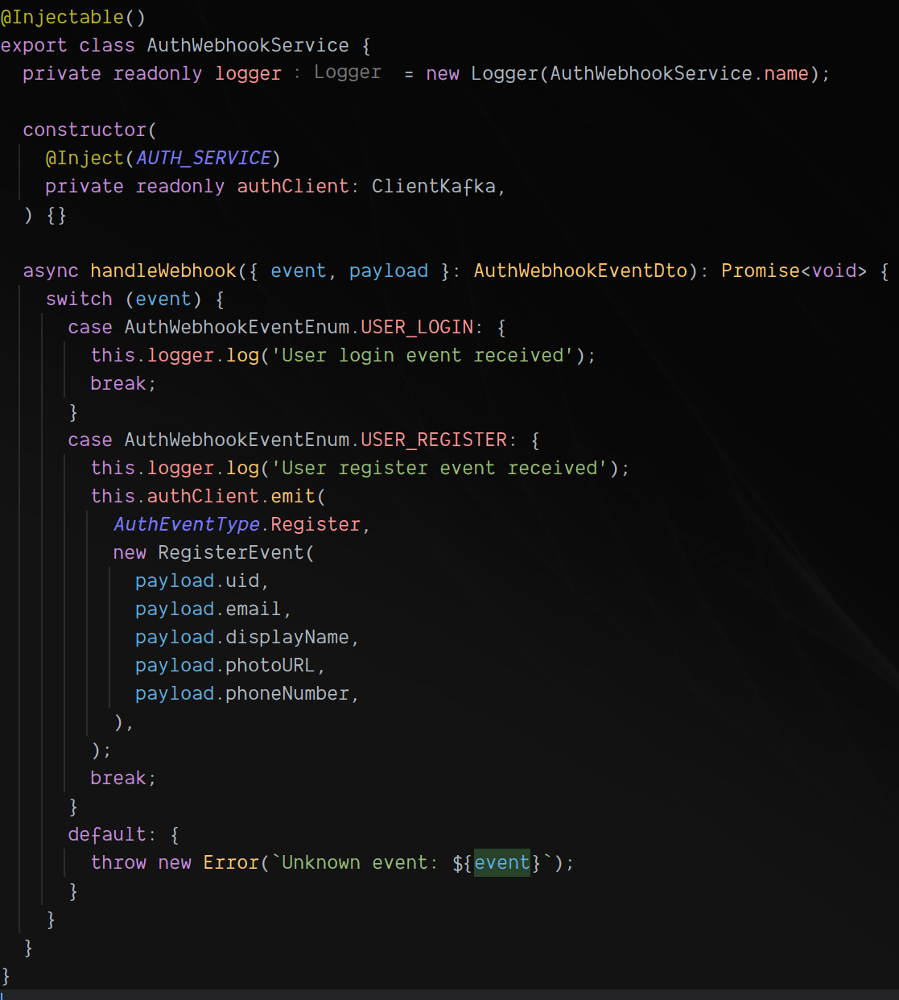 @Injectable()
export class AuthWebhookService {
  private readonly logger : Logger  = new Logger(AuthWebhookService.name);

  constructor(
    @Inject(AUTH_SERVICE)
    private readonly authClient: ClientKafka,
  ) {}

  async handleWebhook({ event, payload }: AuthWebhookEventDto): Promise<void> {
    switch (event) {
      case AuthWebhookEventEnum.USER_LOGIN: {
        this.logger.log('User login event received');
        break;
      }
      case AuthWebhookEventEnum.USER_REGISTER: {
        this.logger.log('User register event received');
        this.authClient.emit(
          AuthEventType.Register,
          new RegisterEvent(
            payload.uid,
            payload.email,
            payload.displayName,
            payload.photoURL,
            payload.phoneNumber,
          ),
        );
        break;
      }
      default: {
        throw new Error(`Unknown event: ${event}`);
      }
    }
  }
}